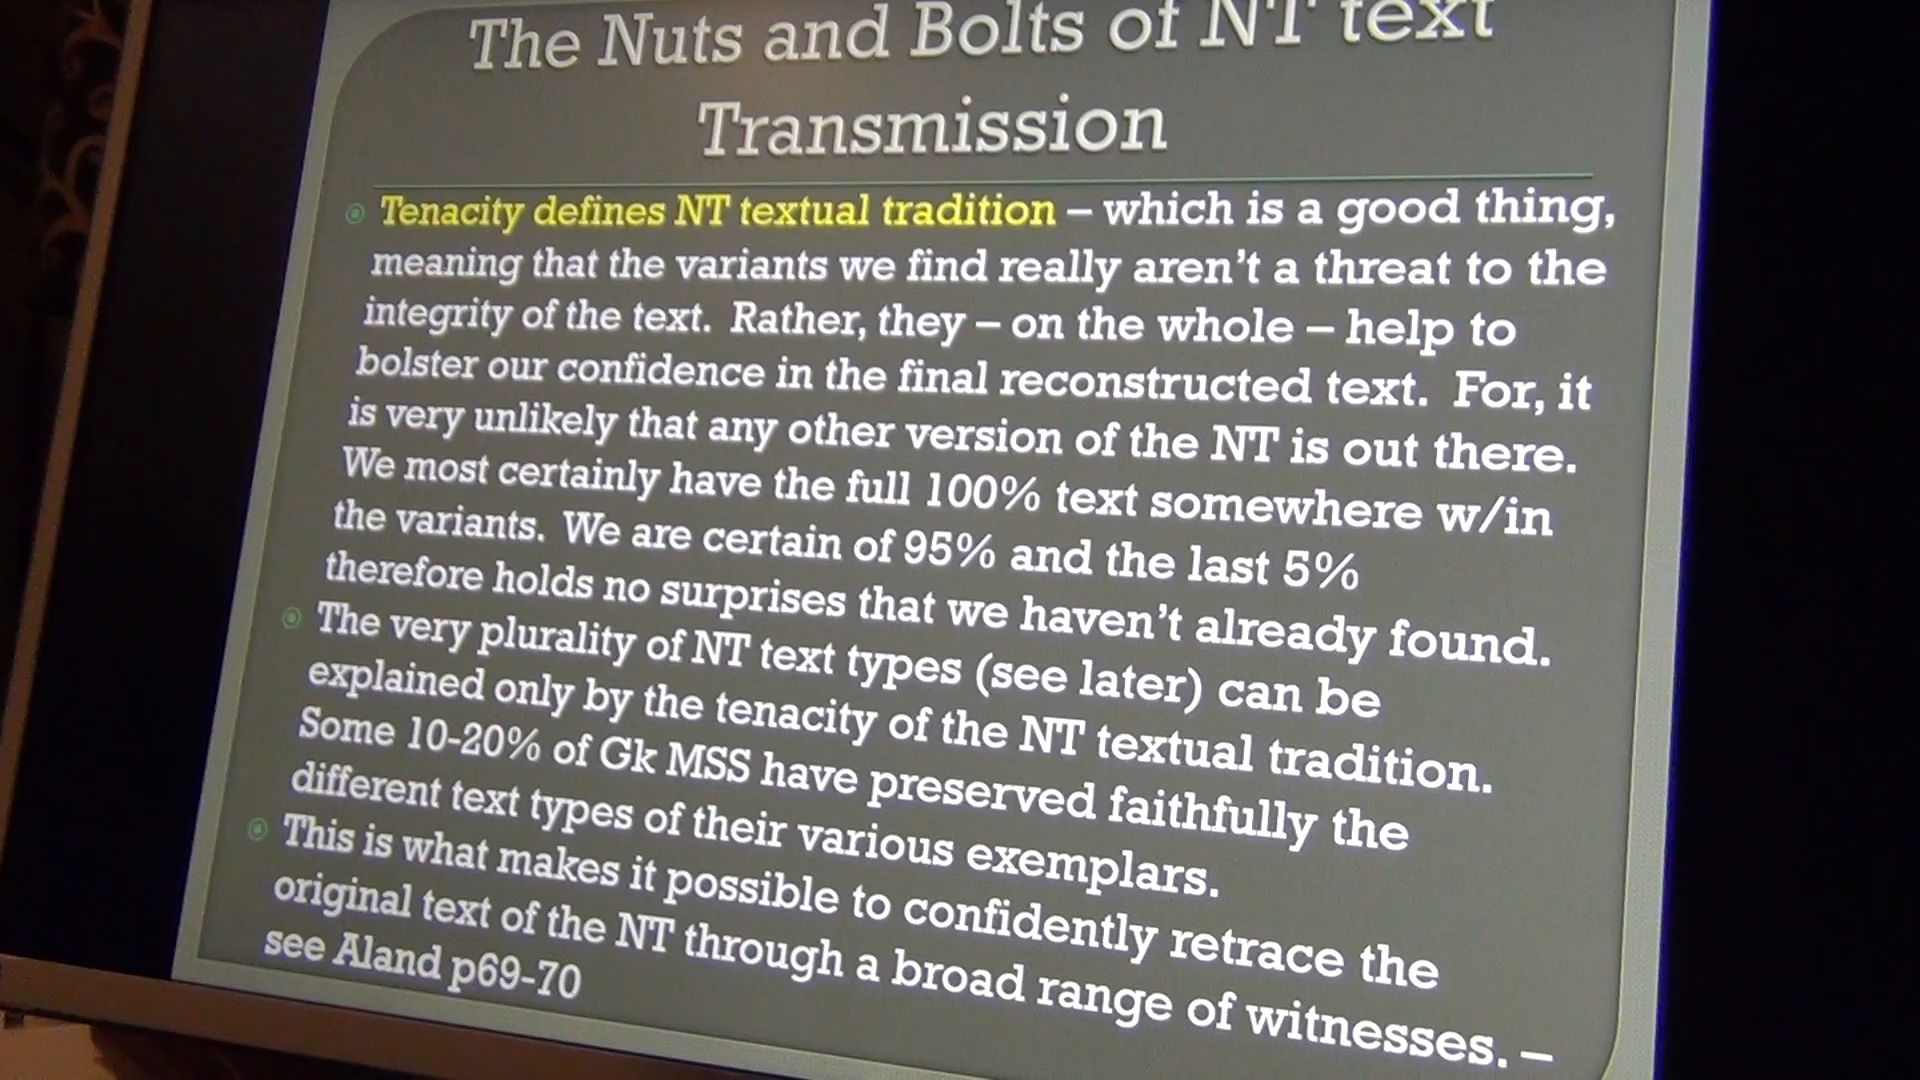 The Nuts and Bolts of NT text
Transmission
Tenacity defines NT textual tradition – which is a good thing,
meaning that the variants we find really aren't a threat to the
integrity of the text. Rather, they – on the whole – help to
bolster our confidence in the final reconstructed text. For, it
is very unlikely that any other version of the NT is out there.
We most certainly have the full 100% text somewhere w/in
the variants. We are certain of 95% and the last 5%
therefore holds no surprises that we haven't already found.
The very plurality of NT text types (see later) can be
explained only by the tenacity of the NT textual tradition.
Some 10-20% of Gk MSS have preserved faithfully the
different text types of their various exemplars.
This is what makes it possible to confidently retrace the
original text of the NT through a broad range of witnesses. –
see Aland p69-70